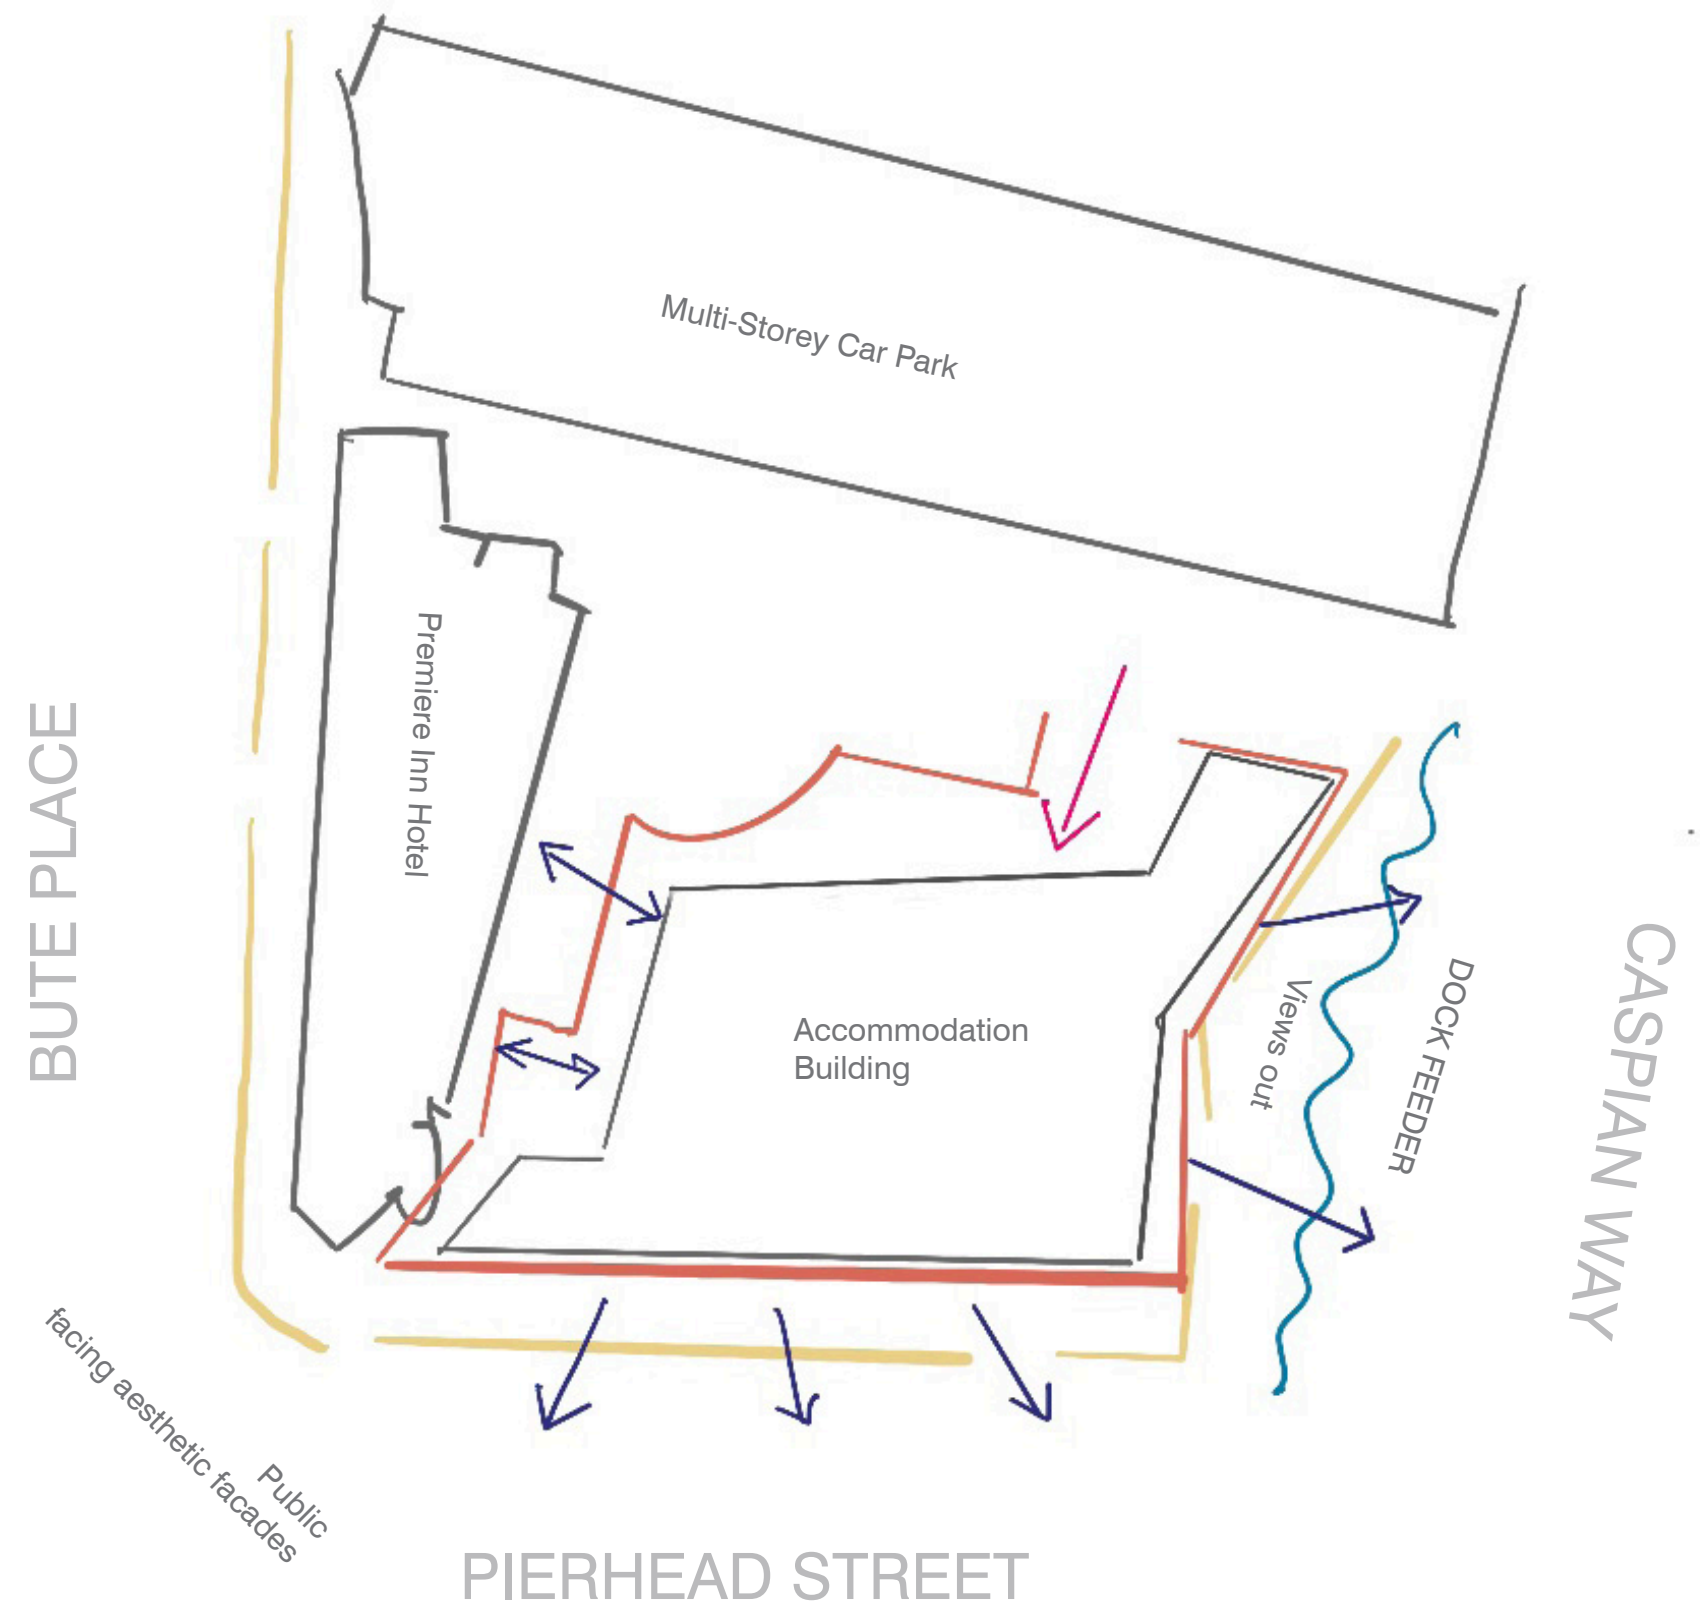 Multi-Storey Car Park
Premiere Inn Hotel
BUTE PLACE
Accommodation
Building
Views out
DOCK FEEDER
CASPIAN WAY
Public
facing aesthetic facades
PIERHEAD STREET